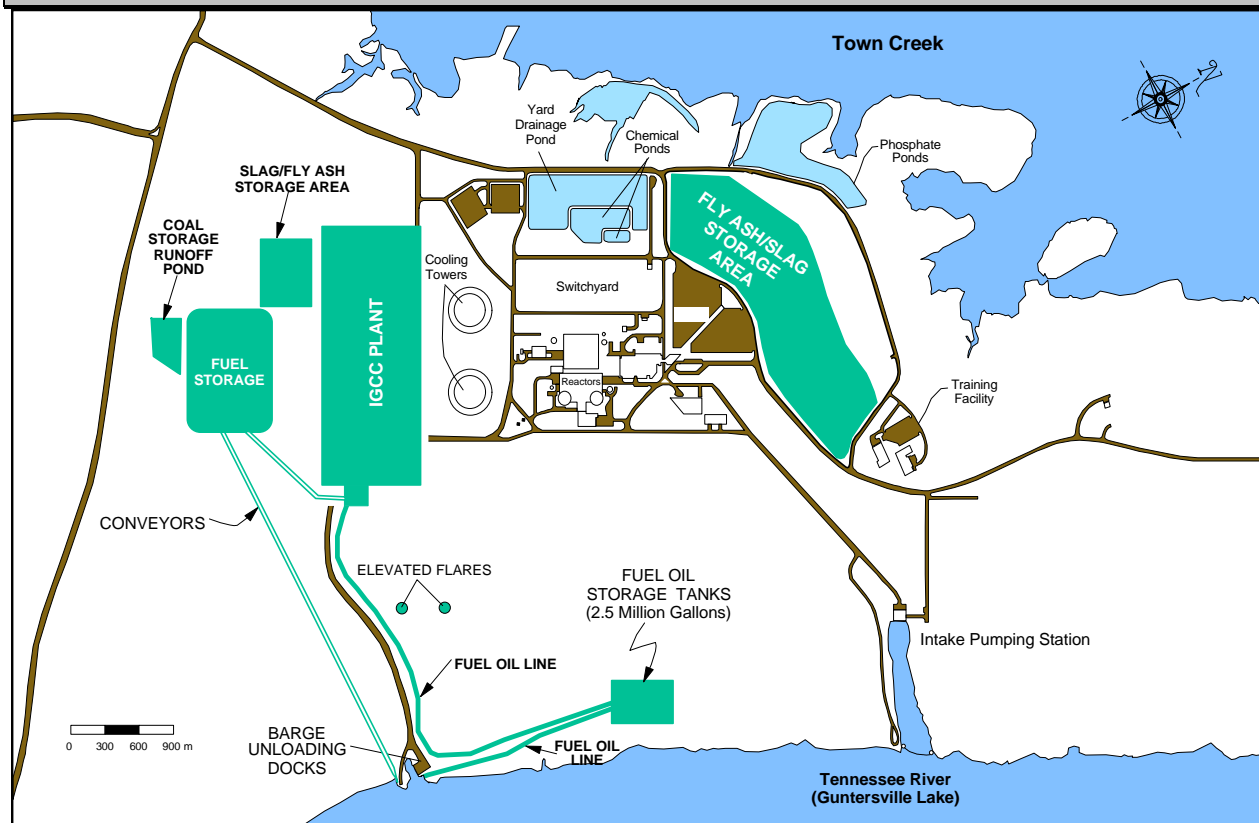 Town Creek
N
Yard
Drainage
Pond
Chemical
Ponds
Phosphate
Ponds
SLAG/FLY ASH
STORAGE AREA
COAL
STORAGE
RUNOFF
POND
FLY ASH/SLAG
STORAGE
AREA
Cooling
Towers
Switchyard
IGCC PLANT
FUEL
STORAGE
Reactors
Training
Facility
CONVEYORS
ELEVATED FLARES
FUEL OIL
STORAGE TANKS
(2.5 Million Gallons)
Intake Pumping Station
FUEL OIL LINE
BARGE
UNLOADING
DOCKS
FUEL OIL
LINE
0 300 600 900 m
Tennessee River
(Guntersville Lake)